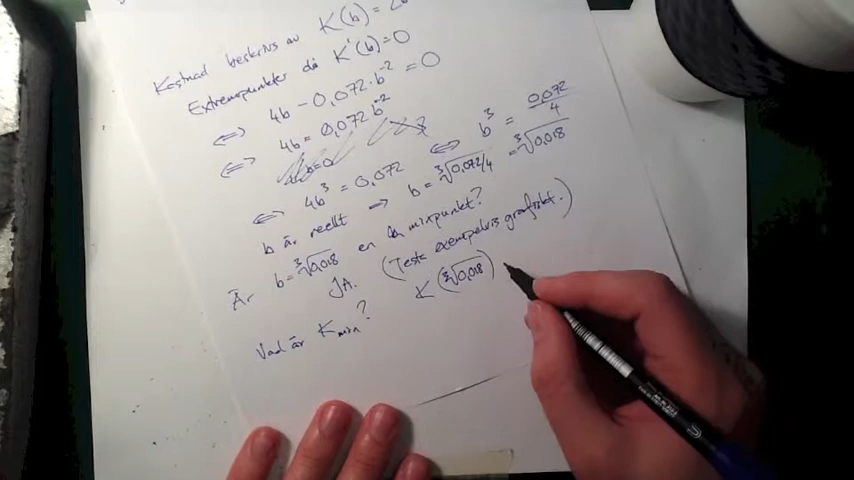 Kostnad beskrivs av K(b) = 2b
Extrempunkter då K'(b) = 0
⇔ 4b - 0,072·b⁻² = 0
⇔ 4b = 0,072 b⁻²
⇔ 4b³ = 0,072 ⇔ b³ = 0,072/4
b är reellt ⇒ b = ∛(0,072/4) = ∛0,018
Är b = ∛0,018 en minpunkt?
JA. (Testa exempelvis grafiskt.)
Vad är Kmin? K(∛0,018)